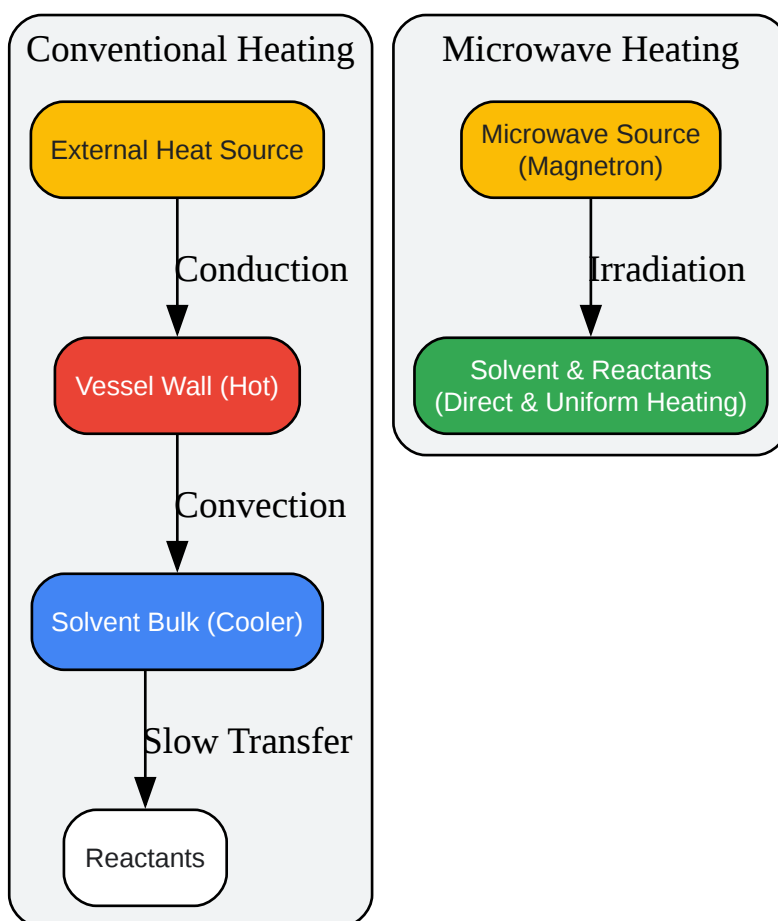 Conventional Heating
External Heat Source
Conduction
Vessel Wall (Hot)
Convection
Solvent Bulk (Cooler)
Slow Transfer
Reactants
Microwave Heating
Microwave Source
(Magnetron)
Irradiation
Solvent & Reactants
(Direct & Uniform Heating)